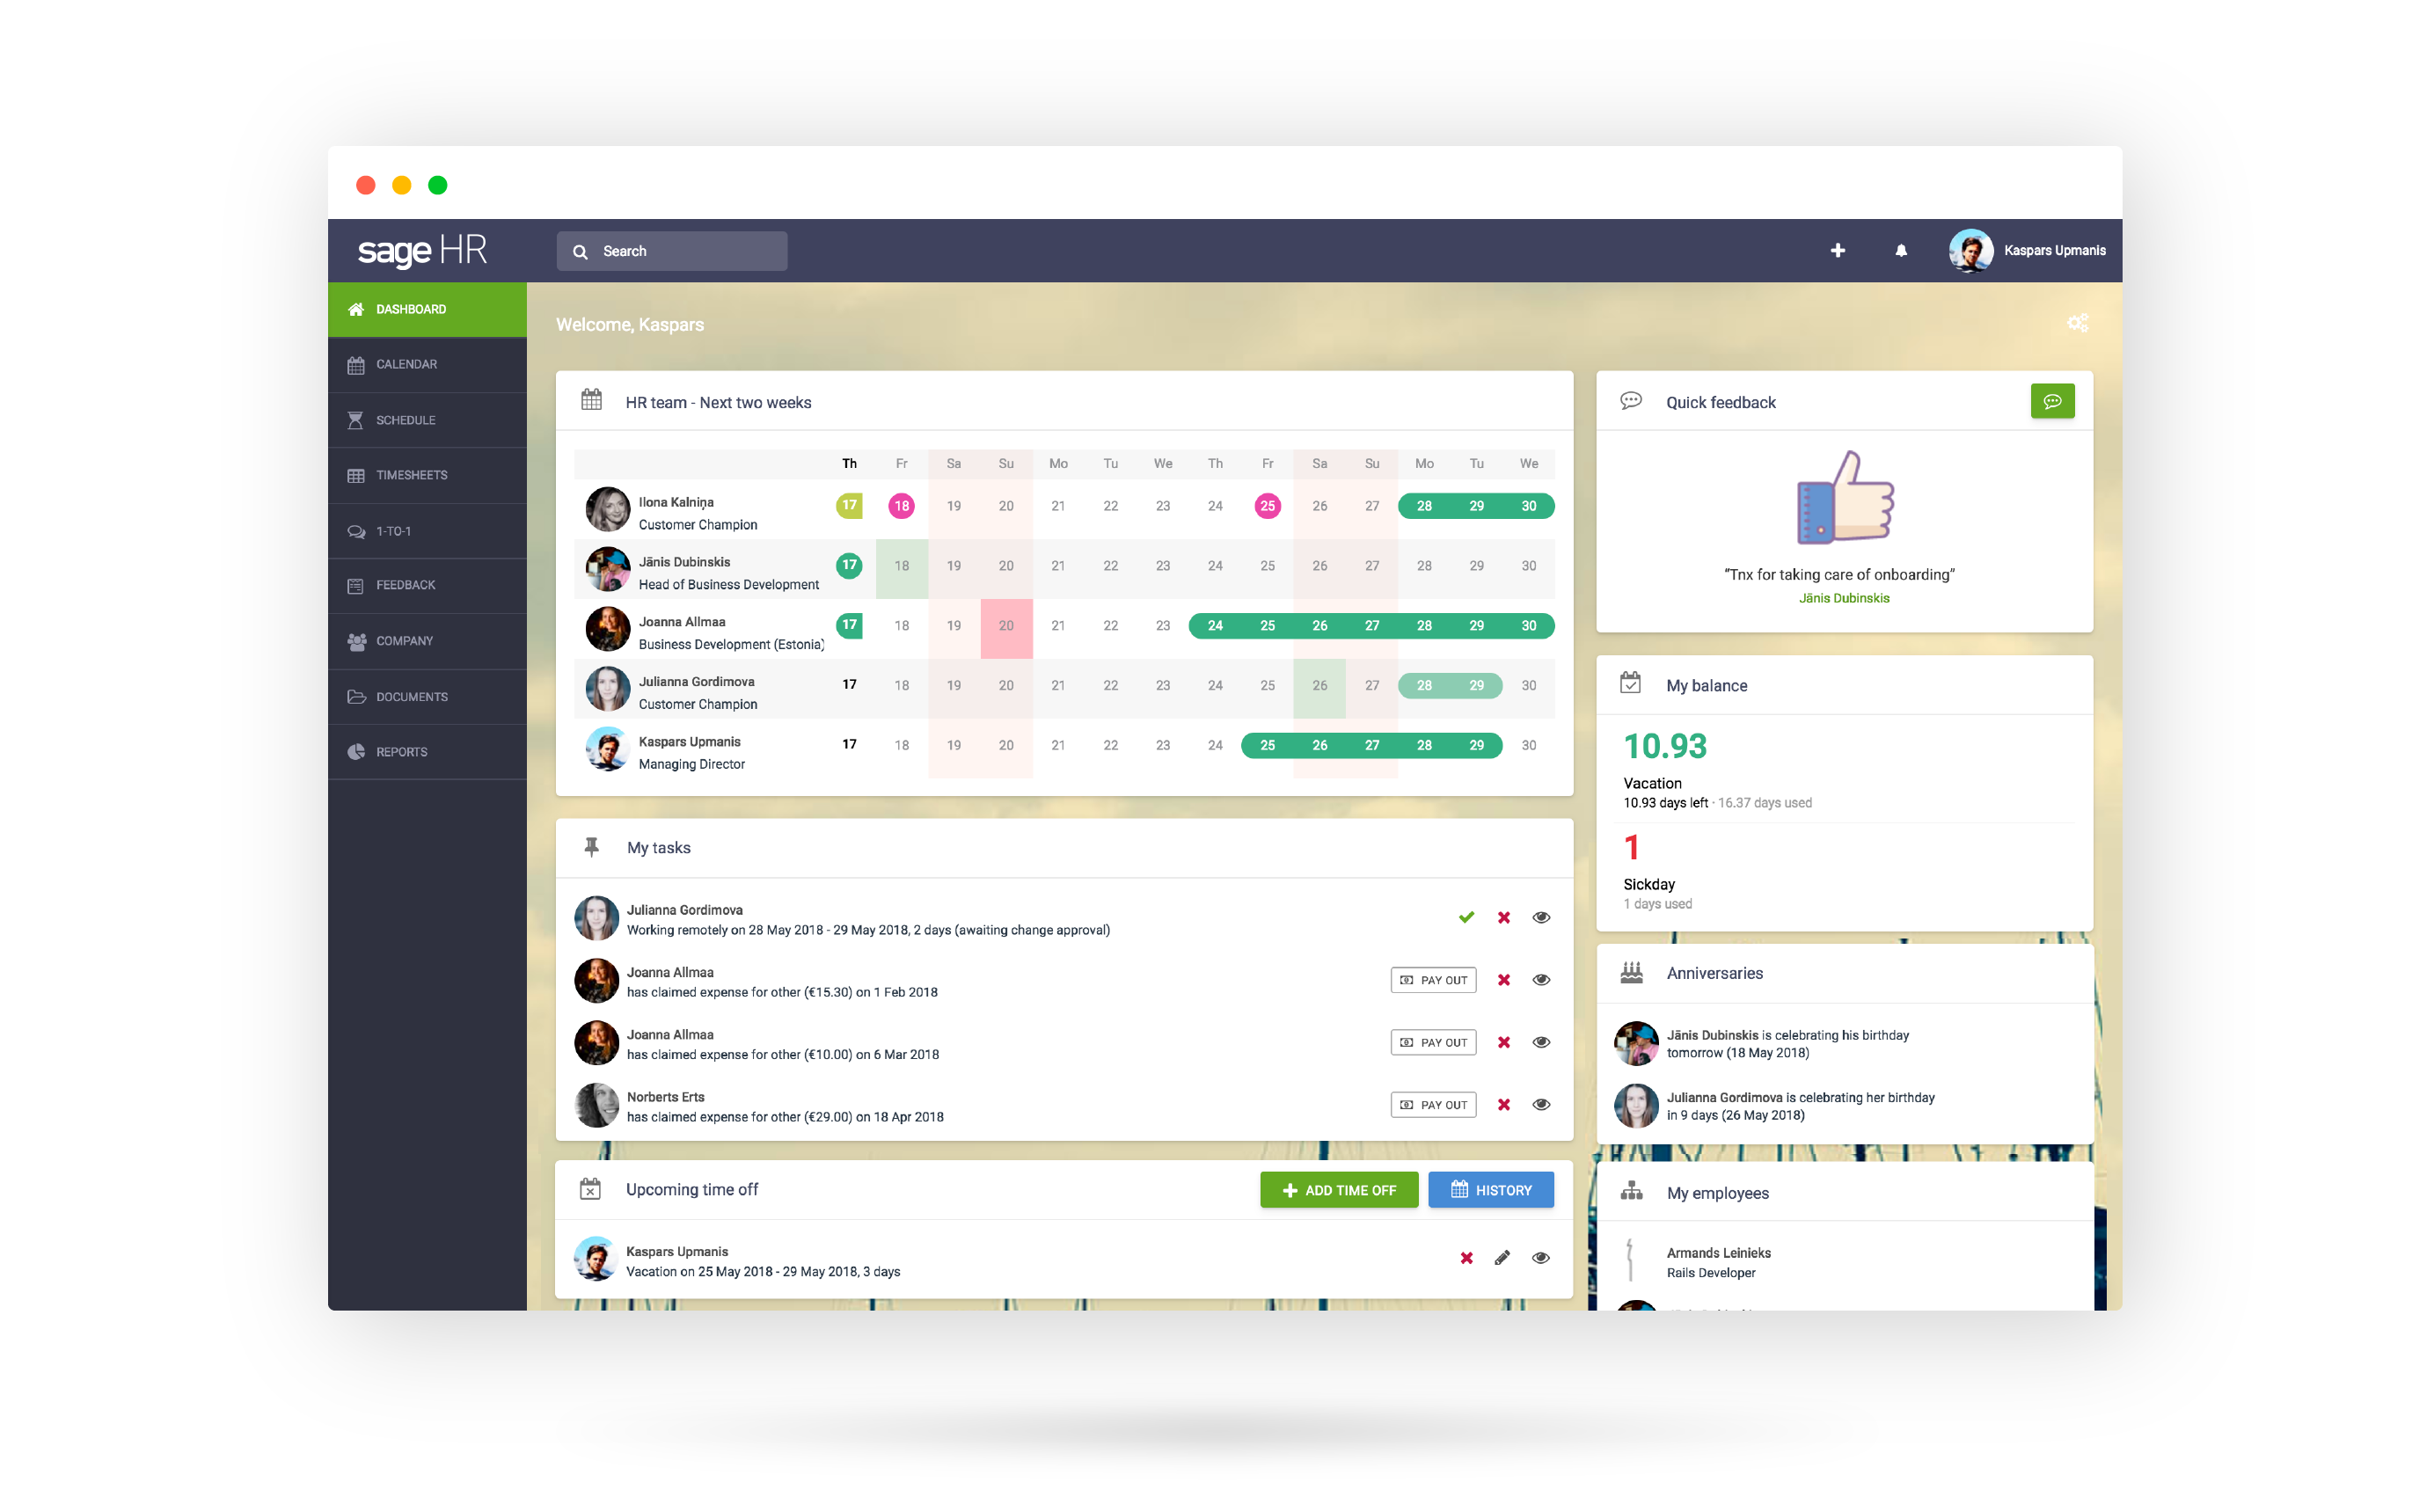 sage HR
Search
Kaspars Upmanis
DASHBOARD
CALENDAR
SCHEDULE
TIMESHEETS
1-TO-1
FEEDBACK
COMPANY
DOCUMENTS
REPORTS
Welcome, Kaspars
HR team - Next two weeks
Th Fr Sa Su Mo Tu We Th Fr Sa Su Mo Tu We
Ilona Kalniņa
Customer Champion
17 18 19 20 21 22 23 24 25 26 27 28 29 30
Jānis Dubinskis
Head of Business Development
17 18 19 20 21 22 23 24 25 26 27 28 29 30
Joanna Allmaa
Business Development (Estonia)
17 18 19 20 21 22 23 24 25 26 27 28 29 30
Julianna Gordimova
Customer Champion
17 18 19 20 21 22 23 24 25 26 27 28 29 30
Kaspars Upmanis
Managing Director
17 18 19 20 21 22 23 24 25 26 27 28 29 30
My tasks
Julianna Gordimova
Working remotely on 28 May 2018 - 29 May 2018, 2 days (awaiting change approval)
Joanna Allmaa
has claimed expense for other (€15.30) on 1 Feb 2018
PAY OUT
Joanna Allmaa
has claimed expense for other (€10.00) on 6 Mar 2018
PAY OUT
Norberts Erts
has claimed expense for other (€29.00) on 18 Apr 2018
PAY OUT
Upcoming time off
ADD TIME OFF
HISTORY
Kaspars Upmanis
Vacation on 25 May 2018 - 29 May 2018, 3 days
Quick feedback
“Tnx for taking care of onboarding”
Jānis Dubinskis
My balance
10.93
Vacation
10.93 days left · 16.37 days used
1
Sickday
1 days used
Anniversaries
Jānis Dubinskis is celebrating his birthday
tomorrow (18 May 2018)
Julianna Gordimova is celebrating her birthday
in 9 days (26 May 2018)
My employees
Armands Leinieks
Rails Developer